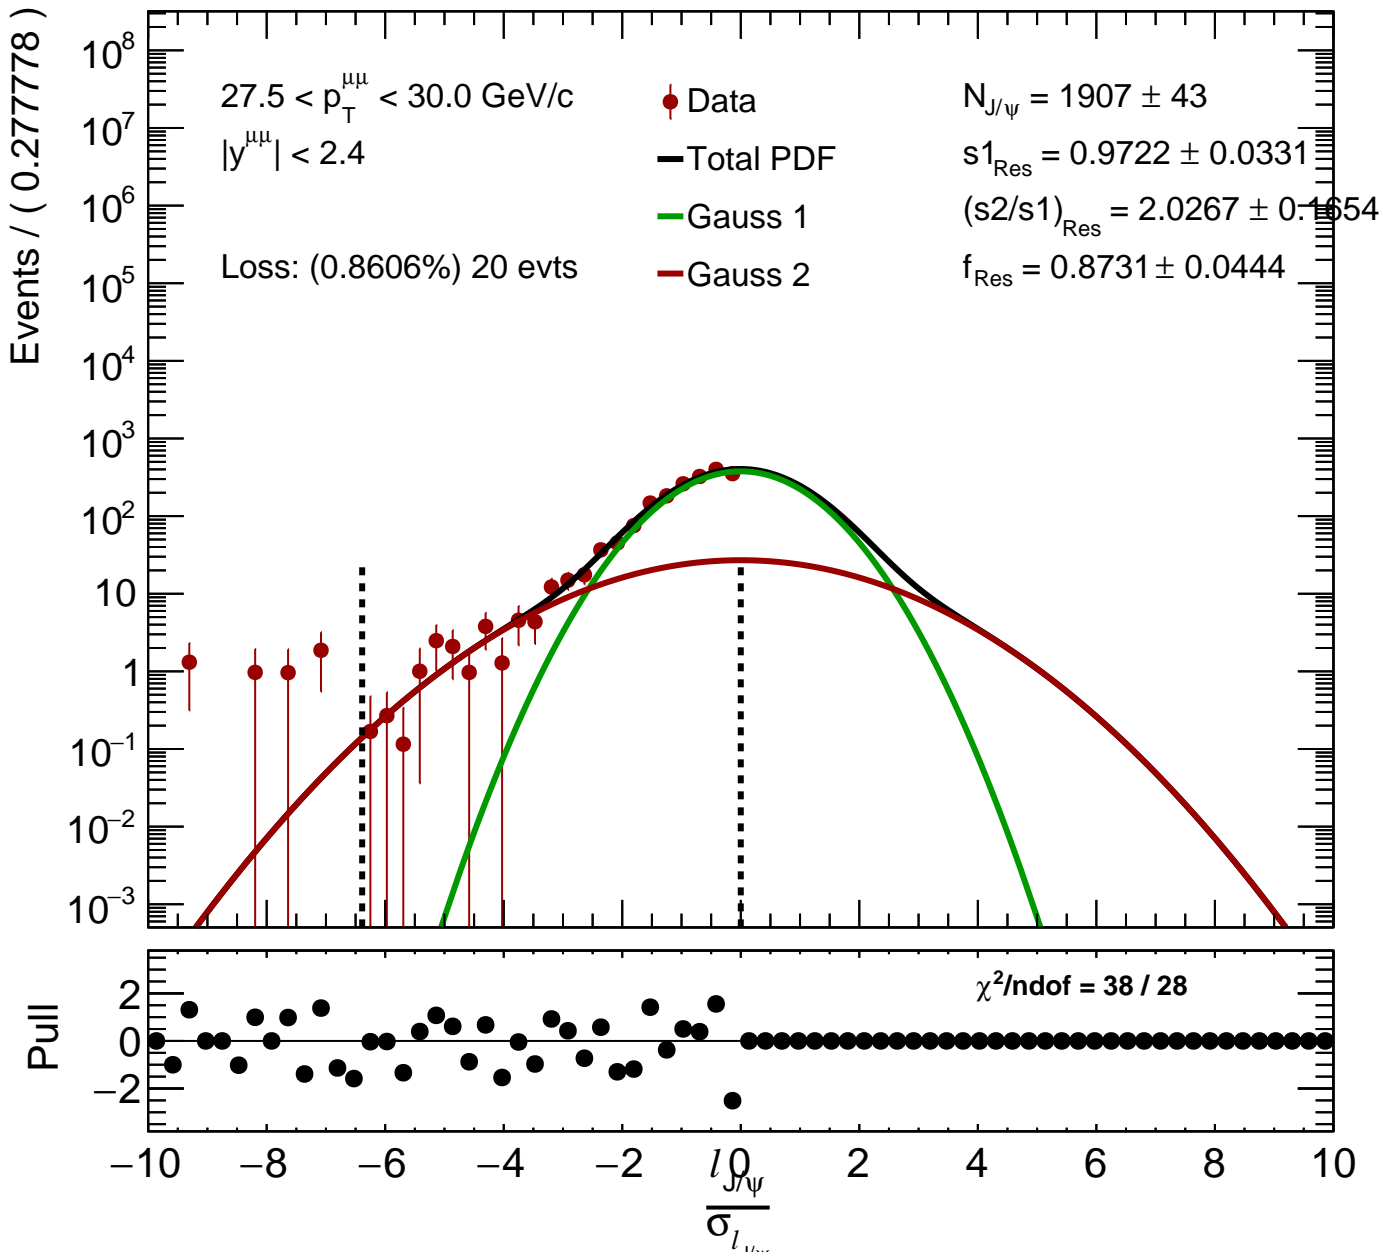 Events / ( 0.277778 )
10^8
10^7
10^6
10^5
10^4
10^3
10^2
10
1
10^−1
10^−2
10^−3
27.5 < p_T^μμ < 30.0 GeV/c
|y^μμ| < 2.4
Loss: (0.8606%) 20 evts
Data
Total PDF
Gauss 1
Gauss 2
N_J/ψ = 1907 ± 43
s1_Res = 0.9722 ± 0.0331
(s2/s1)_Res = 2.0267 ± 0.1654
f_Res = 0.8731 ± 0.0444
Pull
2
0
−2
χ²/ndof = 38 / 28
−10 −8 −6 −4 −2 0 2 4 6 8 10
l_J/ψ
σ_l_J/ψ